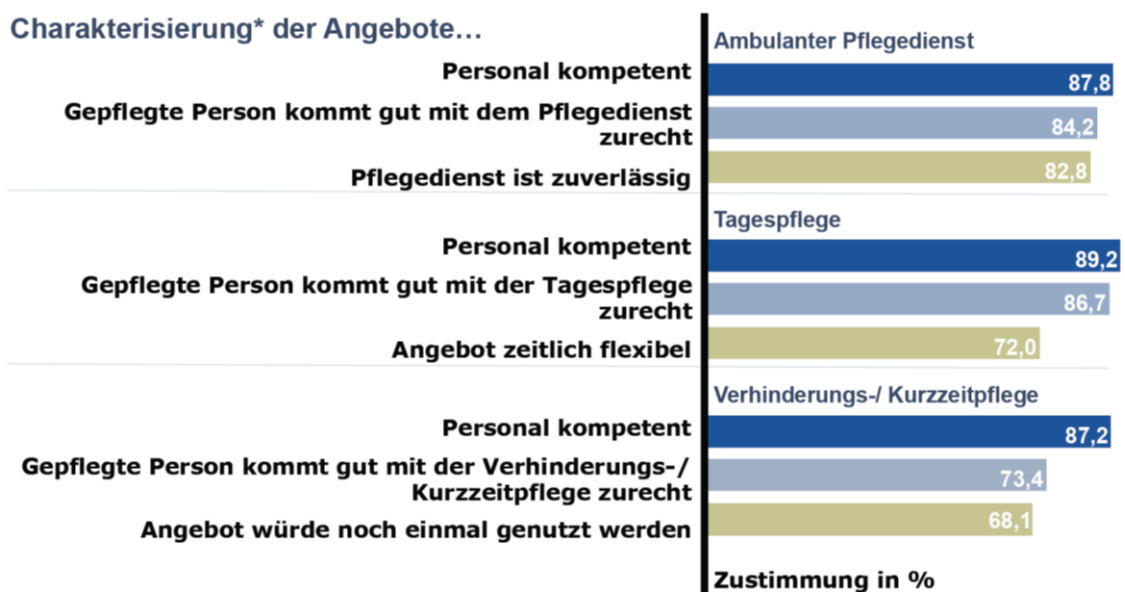 Charakterisierung* der Angebote...
Ambulanter Pflegedienst
Personal kompetent
87,8
Gepflegte Person kommt gut mit dem Pflegedienst
zurecht
84,2
Pflegedienst ist zuverlässig
82,8
Tagespflege
Personal kompetent
89,2
Gepflegte Person kommt gut mit der Tagespflege
zurecht
86,7
Angebot zeitlich flexibel
72,0
Verhinderungs-/ Kurzzeitpflege
Personal kompetent
87,2
Gepflegte Person kommt gut mit der Verhinderungs-/
Kurzzeitpflege zurecht
73,4
Angebot würde noch einmal genutzt werden
68,1
Zustimmung in %